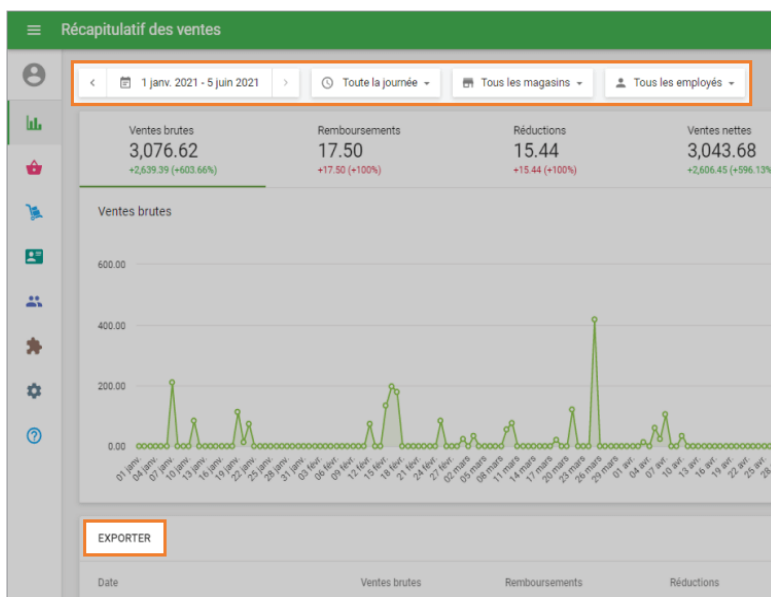 Récapitulatif des ventes
1 janv. 2021 - 5 juin 2021
Toute la journée
Tous les magasins
Tous les employés
Ventes brutes
3,076.62
+2,639.39 (+603.66%)
Remboursements
17.50
+17.50 (+100%)
Réductions
15.44
+15.44 (+100%)
Ventes nettes
3,043.68
+2,606.45 (+596.13%
Ventes brutes
600.00
400.00
200.00
0.00
01 janv.
04 janv.
07 janv.
10 janv.
13 janv.
16 janv.
19 janv.
22 janv.
25 janv.
28 janv.
31 janv.
03 févr.
06 févr.
09 févr.
12 févr.
15 févr.
18 févr.
21 févr.
24 févr.
27 févr.
02 mars
05 mars
08 mars
11 mars
14 mars
17 mars
20 mars
23 mars
26 mars
29 mars
01 avr.
04 avr.
07 avr.
10 avr.
13 avr.
16 avr.
19 avr.
22 avr.
25 avr.
28
EXPORTER
Date
Ventes brutes
Remboursements
Réductions